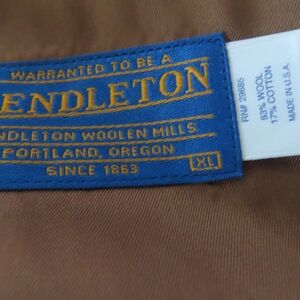 WARRANTED TO BE A
ENDLETON
NDLETON WOOLEN MILLS
PORTLAND, OREGON
SINCE 1863
XL
RN# 29685
83% WOOL
17% COTTON
MADE IN U.S.A.